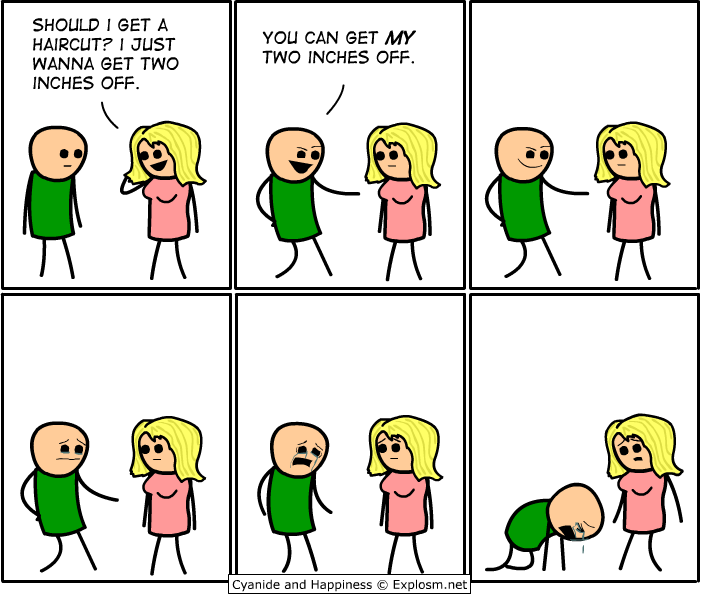 SHOULD I GET A
HAIRCUT? I JUST
WANNA GET TWO
INCHES OFF.
YOU CAN GET MY
TWO INCHES OFF.
Cyanide and Happiness © Explosm.net